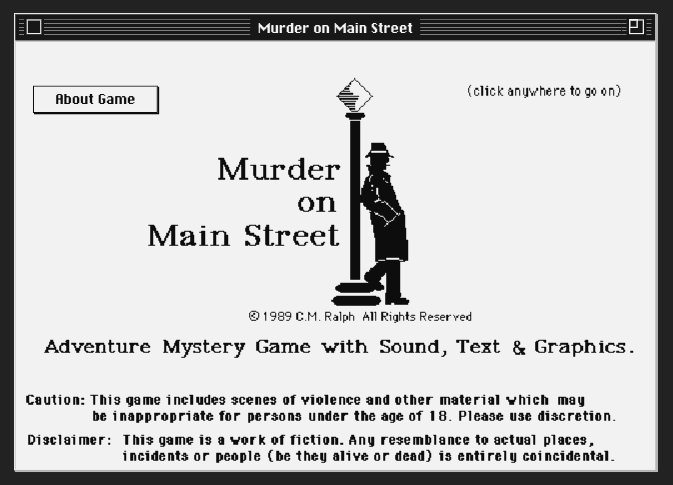 Murder on Main Street
About Game
(click anywhere to go on)
Murder
on
Main Street
© 1989 C.M. Ralph All Rights Reserved
Adventure Mystery Game with Sound, Text & Graphics.
Caution: This game includes scenes of violence and other material which may
be inappropriate for persons under the age of 18. Please use discretion.
Disclaimer: This game is a work of fiction. Any resemblance to actual places,
incidents or people (be they alive or dead) is entirely coincidental.